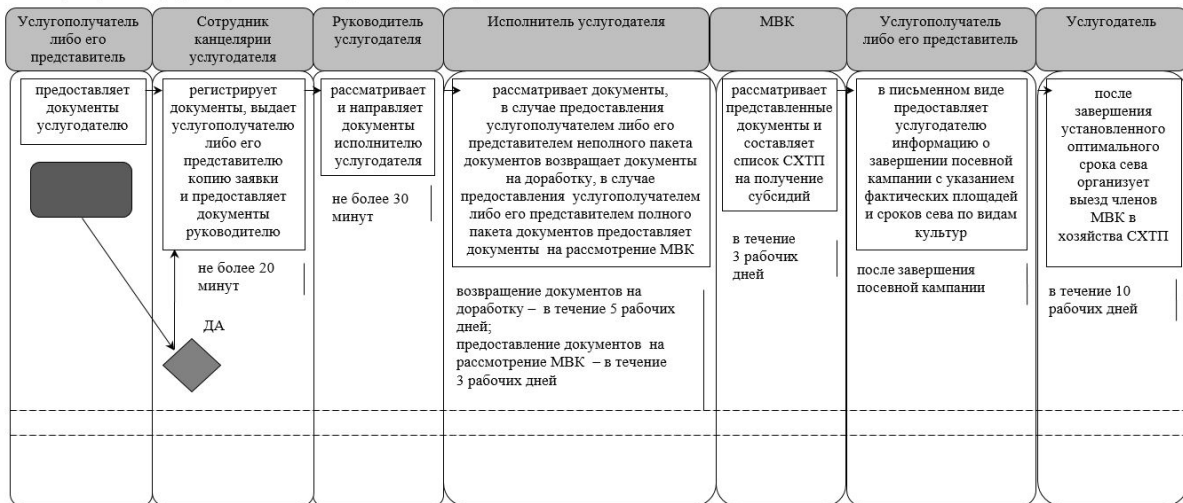 Услугополучатель
либо его
представитель
Сотрудник
канцелярии
услугодателя
Руководитель
услугодателя
Исполнитель услугодателя
МВК
Услугополучатель
либо его представитель
Услугодатель
предоставляет
документы
услугодателю
регистрирует
документы, выдает
услугополучателю
либо его
представителю
копию заявки
и предоставляет
документы
руководителю
не более 20
минут
ДА
рассматривает
и направляет
документы
исполнителю
услугодателя
не более 30
минут
рассматривает документы,
в случае предоставления
услугополучателем либо его
представителем неполного пакета
документов возвращает документы
на доработку, в случае
предоставления услугополучателем
либо его представителем полного
пакета документов предоставляет
документы на рассмотрение МВК
возвращение документов на
доработку – в течение 5 рабочих
дней;
предоставление документов на
рассмотрение МВК – в течение
3 рабочих дней
рассматривает
представленные
документы и
составляет
список СХТП
на получение
субсидий
в течение
3 рабочих
дней
в письменном виде
предоставляет
услугодателю
информацию о
завершении посевной
кампании с указанием
фактических площадей
и сроков сева по видам
культур
после завершения
посевной кампании
после
завершения
установленного
оптимального
срока сева
организует
выезд членов
МВК в
хозяйства СХТП
в течение 10
рабочих дней